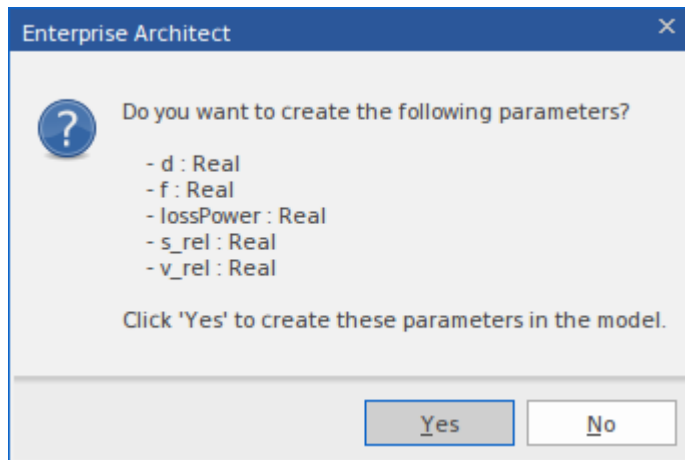 Enterprise Architect
Do you want to create the following parameters?
- d : Real
- f : Real
- lossPower : Real
- s_rel : Real
- v_rel : Real
Click 'Yes' to create these parameters in the model.
Yes
No